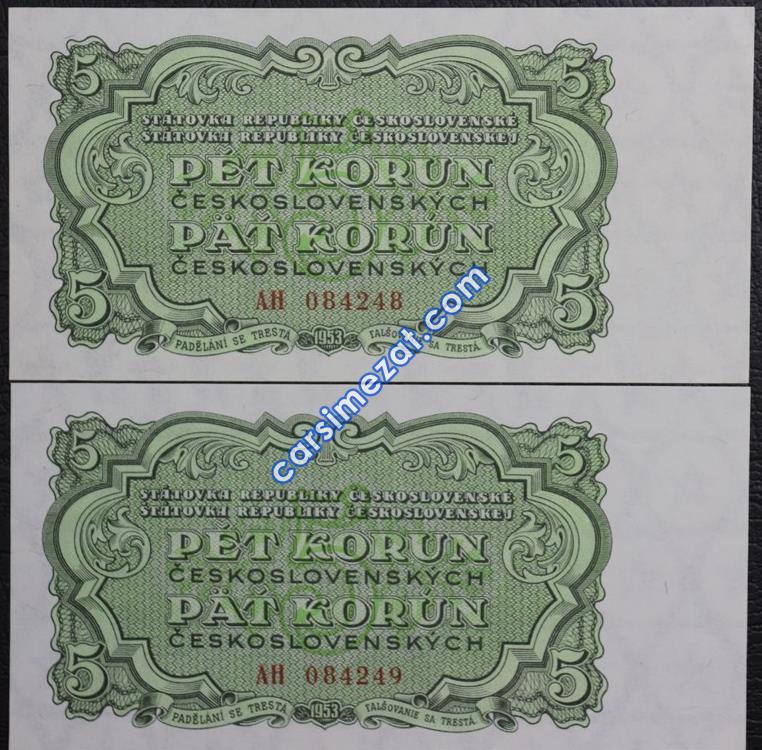 5 5
STÁTOVKA REPUBLIKY ČESKOSLOVENSKÉ
ŠTÁTOVKA REPUBLIKY ČESKOSLOVENSKEJ
PĚT KORUN
ČESKOSLOVENSKÝCH
PÄŤ KORÚN
ČESKOSLOVENSKÝCH
5 5
AH 084248
PADĚLÁNÍ SE TRESTÁ 1953 FALŠOVANIE SA TRESTÁ
carsimezat.com
5 5
STÁTOVKA REPUBLIKY ČESKOSLOVENSKÉ
ŠTÁTOVKA REPUBLIKY ČESKOSLOVENSKEJ
PĚT KORUN
ČESKOSLOVENSKÝCH
PÄŤ KORÚN
ČESKOSLOVENSKÝCH
5 5
AH 084249
PADĚLÁNÍ SE TRESTÁ 1953 FALŠOVANIE SA TRESTÁ